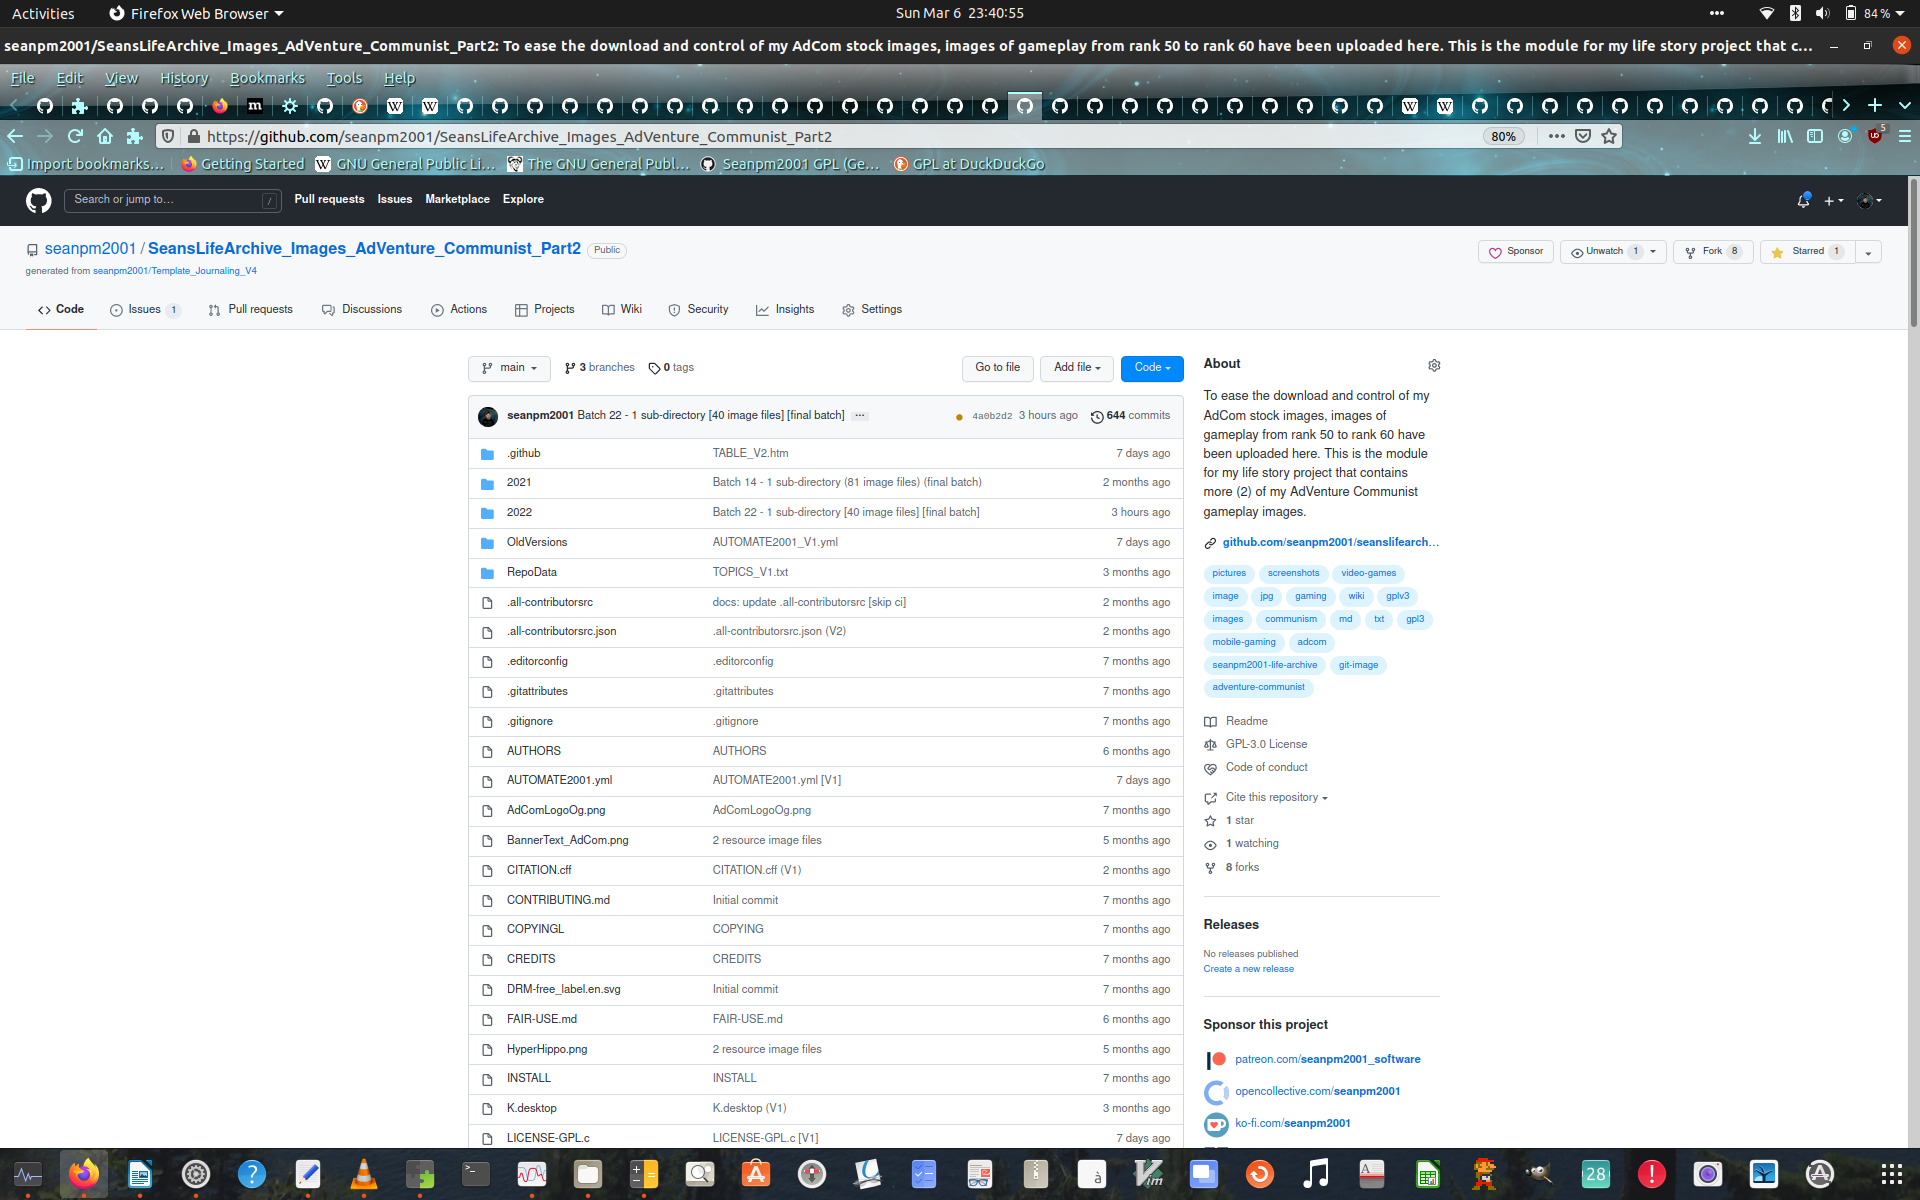 Activities
Firefox Web Browser
Sun Mar 6 23:40:55
84 %
seanpm2001/SeansLifeArchive_Images_AdVenture_Communist_Part2: To ease the download and control of my AdCom stock images, images of gameplay from rank 50 to rank 60 have been uploaded here. This is the module for my life story project that c...
File Edit View History Bookmarks Tools Help
https://github.com/seanpm2001/SeansLifeArchive_Images_AdVenture_Communist_Part2
80%
5
Import bookmarks...
Getting Started
GNU General Public Li...
The GNU General Publ...
Seanpm2001 GPL (Ge...
GPL at DuckDuckGo
Search or jump to...
/
Pull requests Issues Marketplace Explore
seanpm2001 / SeansLifeArchive_Images_AdVenture_Communist_Part2 Public
generated from seanpm2001/Template_Journaling_V4
Sponsor
Unwatch 1
Fork 8
Starred 1
Code
Issues 1
Pull requests
Discussions
Actions
Projects
Wiki
Security
Insights
Settings
main
3 branches
0 tags
Go to file
Add file
Code
seanpm2001 Batch 22 - 1 sub-directory [40 image files] [final batch] ...
4a0b2d2 3 hours ago
644 commits
.github TABLE_V2.htm 7 days ago
2021 Batch 14 - 1 sub-directory (81 image files) (final batch) 2 months ago
2022 Batch 22 - 1 sub-directory [40 image files] [final batch] 3 hours ago
OldVersions AUTOMATE2001_V1.yml 7 days ago
RepoData TOPICS_V1.txt 3 months ago
.all-contributorsrc docs: update .all-contributorsrc [skip ci] 2 months ago
.all-contributorsrc.json .all-contributorsrc.json (V2) 2 months ago
.editorconfig .editorconfig 7 months ago
.gitattributes .gitattributes 7 months ago
.gitignore .gitignore 7 months ago
AUTHORS AUTHORS 6 months ago
AUTOMATE2001.yml AUTOMATE2001.yml [V1] 7 days ago
AdComLogoOg.png AdComLogoOg.png 7 months ago
BannerText_AdCom.png 2 resource image files 5 months ago
CITATION.cff CITATION.cff (V1) 2 months ago
CONTRIBUTING.md Initial commit 7 months ago
COPYINGL COPYING 7 months ago
CREDITS CREDITS 7 months ago
DRM-free_label.en.svg Initial commit 7 months ago
FAIR-USE.md FAIR-USE.md 6 months ago
HyperHippo.png 2 resource image files 5 months ago
INSTALL INSTALL 7 months ago
K.desktop K.desktop (V1) 3 months ago
LICENSE-GPL.c LICENSE-GPL.c [V1] 7 days ago
About
To ease the download and control of my
AdCom stock images, images of
gameplay from rank 50 to rank 60 have
been uploaded here. This is the module
for my life story project that contains
more (2) of my AdVenture Communist
gameplay images.
github.com/seanpm2001/seanslifearch...
pictures screenshots video-games
image jpg gaming wiki gplv3
images communism md txt gpl3
mobile-gaming adcom
seanpm2001-life-archive git-image
adventure-communist
Readme
GPL-3.0 License
Code of conduct
Cite this repository
1 star
1 watching
8 forks
Releases
No releases published
Create a new release
Sponsor this project
patreon.com/seanpm2001_software
opencollective.com/seanpm2001
ko-fi.com/seanpm2001
28